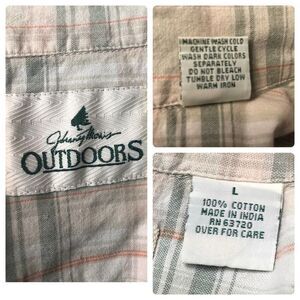 Johnny Morris
OUTDOORS
MACHINE WASH COLD
GENTLE CYCLE
WASH DARK COLORS
SEPARATELY
DO NOT BLEACH
TUMBLE DRY LOW
WARM IRON
L
100% COTTON
MADE IN INDIA
RN 63720
OVER FOR CARE